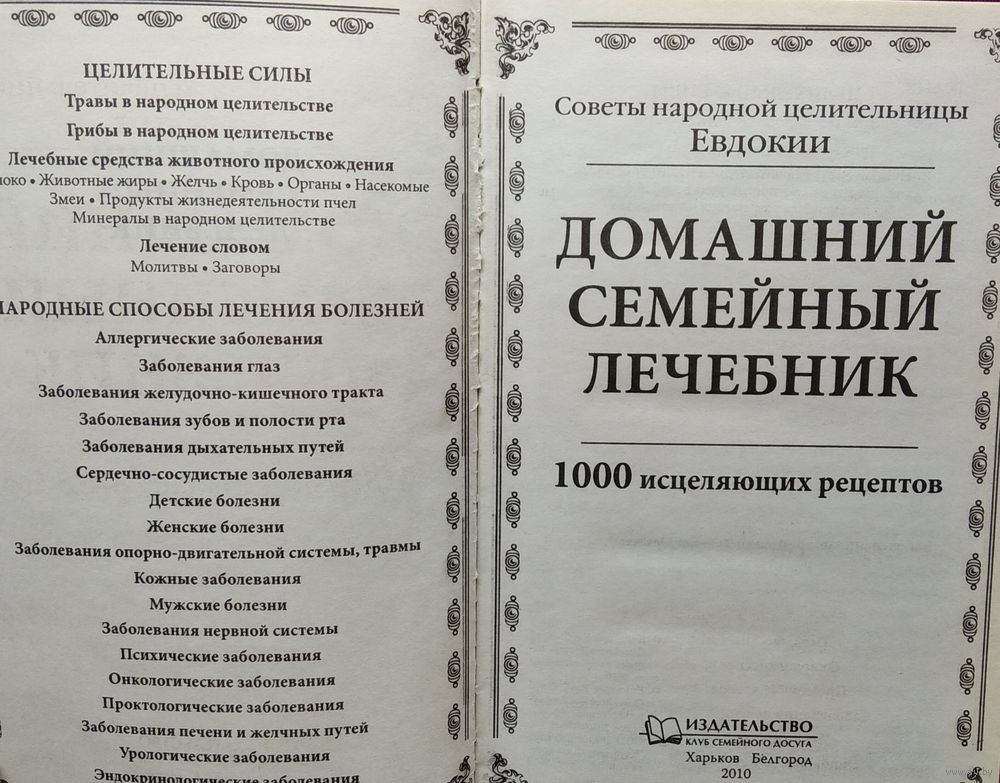 ЦЕЛИТЕЛЬНЫЕ СИЛЫ
Травы в народном целительстве
Грибы в народном целительстве
Лечебные средства животного происхождения
локо • Животные жиры • Желчь • Кровь • Органы • Насекомые
Змеи • Продукты жизнедеятельности пчел
Минералы в народном целительстве
Лечение словом
Молитвы • Заговоры
НАРОДНЫЕ СПОСОБЫ ЛЕЧЕНИЯ БОЛЕЗНЕЙ
Аллергические заболевания
Заболевания глаз
Заболевания желудочно-кишечного тракта
Заболевания зубов и полости рта
Заболевания дыхательных путей
Сердечно-сосудистые заболевания
Детские болезни
Женские болезни
Заболевания опорно-двигательной системы, травмы
Кожные заболевания
Мужские болезни
Заболевания нервной системы
Психические заболевания
Онкологические заболевания
Проктологические заболевания
Заболевания печени и желчных путей
Урологические заболевания
Эндокринологические заболевания
Советы народной целительницы
Евдокии
ДОМАШНИЙ
СЕМЕЙНЫЙ
ЛЕЧЕБНИК
1000 исцеляющих рецептов
ИЗДАТЕЛЬСТВО
КЛУБ СЕМЕЙНОГО ДОСУГА
Харьков Белгород
2010